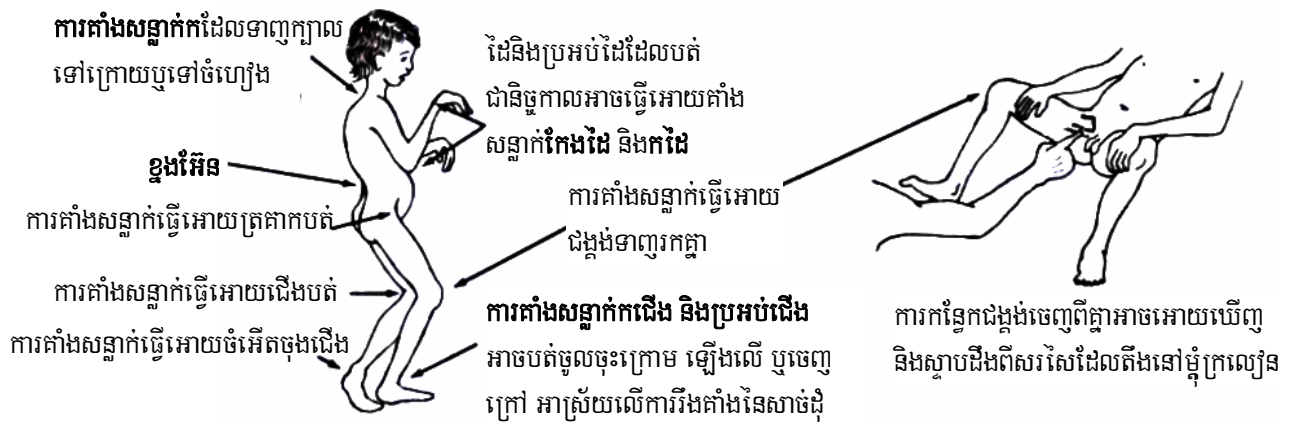 ការគាំងសន្លាក់កដែលទាញក្បាល
ទៅក្រោយឬទៅចំហៀង
ខ្នងអ៊ែន
ការគាំងសន្លាក់ធ្វើអោយត្រគាកបត់
ការគាំងសន្លាក់ធ្វើអោយជើងបត់
ការគាំងសន្លាក់ធ្វើអោយចំអើតចុងជើង
ដៃនិងប្រអប់ដៃដែលបត់
ជានិច្ចកាលអាចធ្វើអោយគាំង
សន្លាក់កែងដៃ និងកដៃ
ការគាំងសន្លាក់ធ្វើអោយ
ជង្គង់ទាញរកគ្នា
ការគាំងសន្លាក់កជើង និងប្រអប់ជើង
អាចបត់ចូលចុះក្រោម ឡើងលើ ឬចេញ
ក្រៅ អាស្រ័យលើការរឹងគាំងនៃសាច់ដុំ
ការកន្ធែកជង្គង់ចេញពីគ្នាអាចអោយឃើញ
និងស្ទាបដឹងពីសរសៃដែលតឹងនៅម្ដុំក្រលៀន